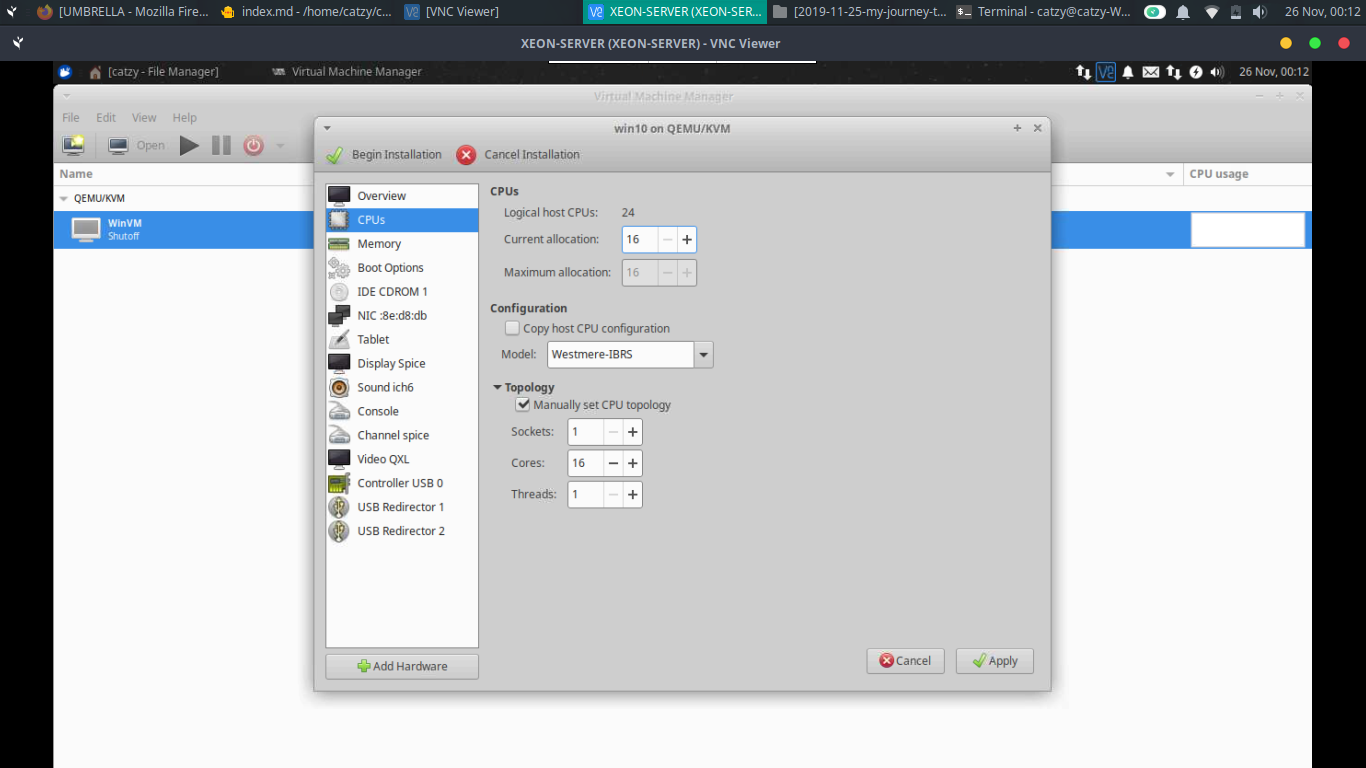 [UMBRELLA - Mozilla Fire... index.md - /home/catzy/c... [VNC Viewer] XEON-SERVER (XEON-SER... [2019-11-25-my-journey-t... Terminal - catzy@catzy-W... 26 Nov, 00:12
XEON-SERVER (XEON-SERVER) - VNC Viewer
[catzy - File Manager] Virtual Machine Manager 26 Nov, 00:12
Virtual Machine Manager
File Edit View Help
Open
Name CPU usage
QEMU/KVM
WinVM
Shutoff
win10 on QEMU/KVM
Begin Installation Cancel Installation
Overview
CPUs
Memory
Boot Options
IDE CDROM 1
NIC :8e:d8:db
Tablet
Display Spice
Sound ich6
Console
Channel spice
Video QXL
Controller USB 0
USB Redirector 1
USB Redirector 2
Add Hardware
CPUs
Logical host CPUs: 24
Current allocation: 16
Maximum allocation: 16
Configuration
Copy host CPU configuration
Model: Westmere-IBRS
Topology
Manually set CPU topology
Sockets: 1
Cores: 16
Threads: 1
Cancel Apply